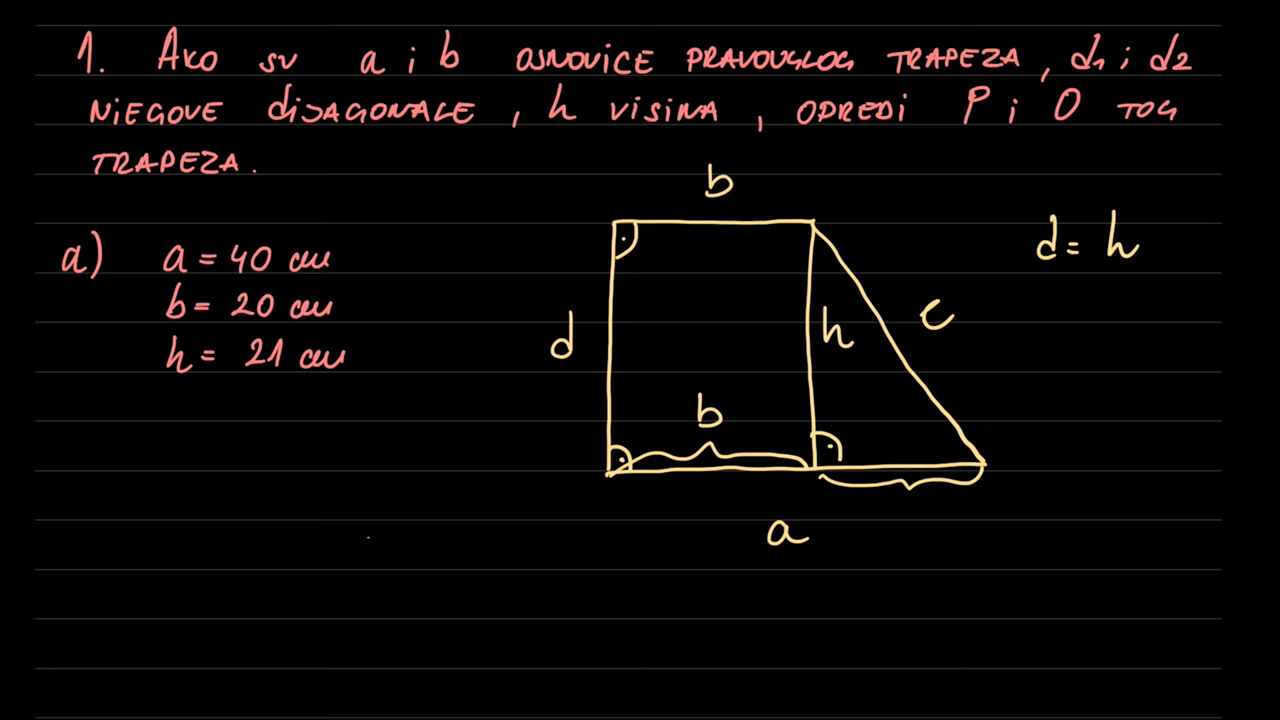 1. Ako su a i b osnovice pravouglog trapeza, d1 i d2
njegove dijagonale, h visina, odredi P i O tog
trapeza.
a) a = 40 cm
b = 20 cm
h = 21 cm
b
d = h
d
h
c
b
a